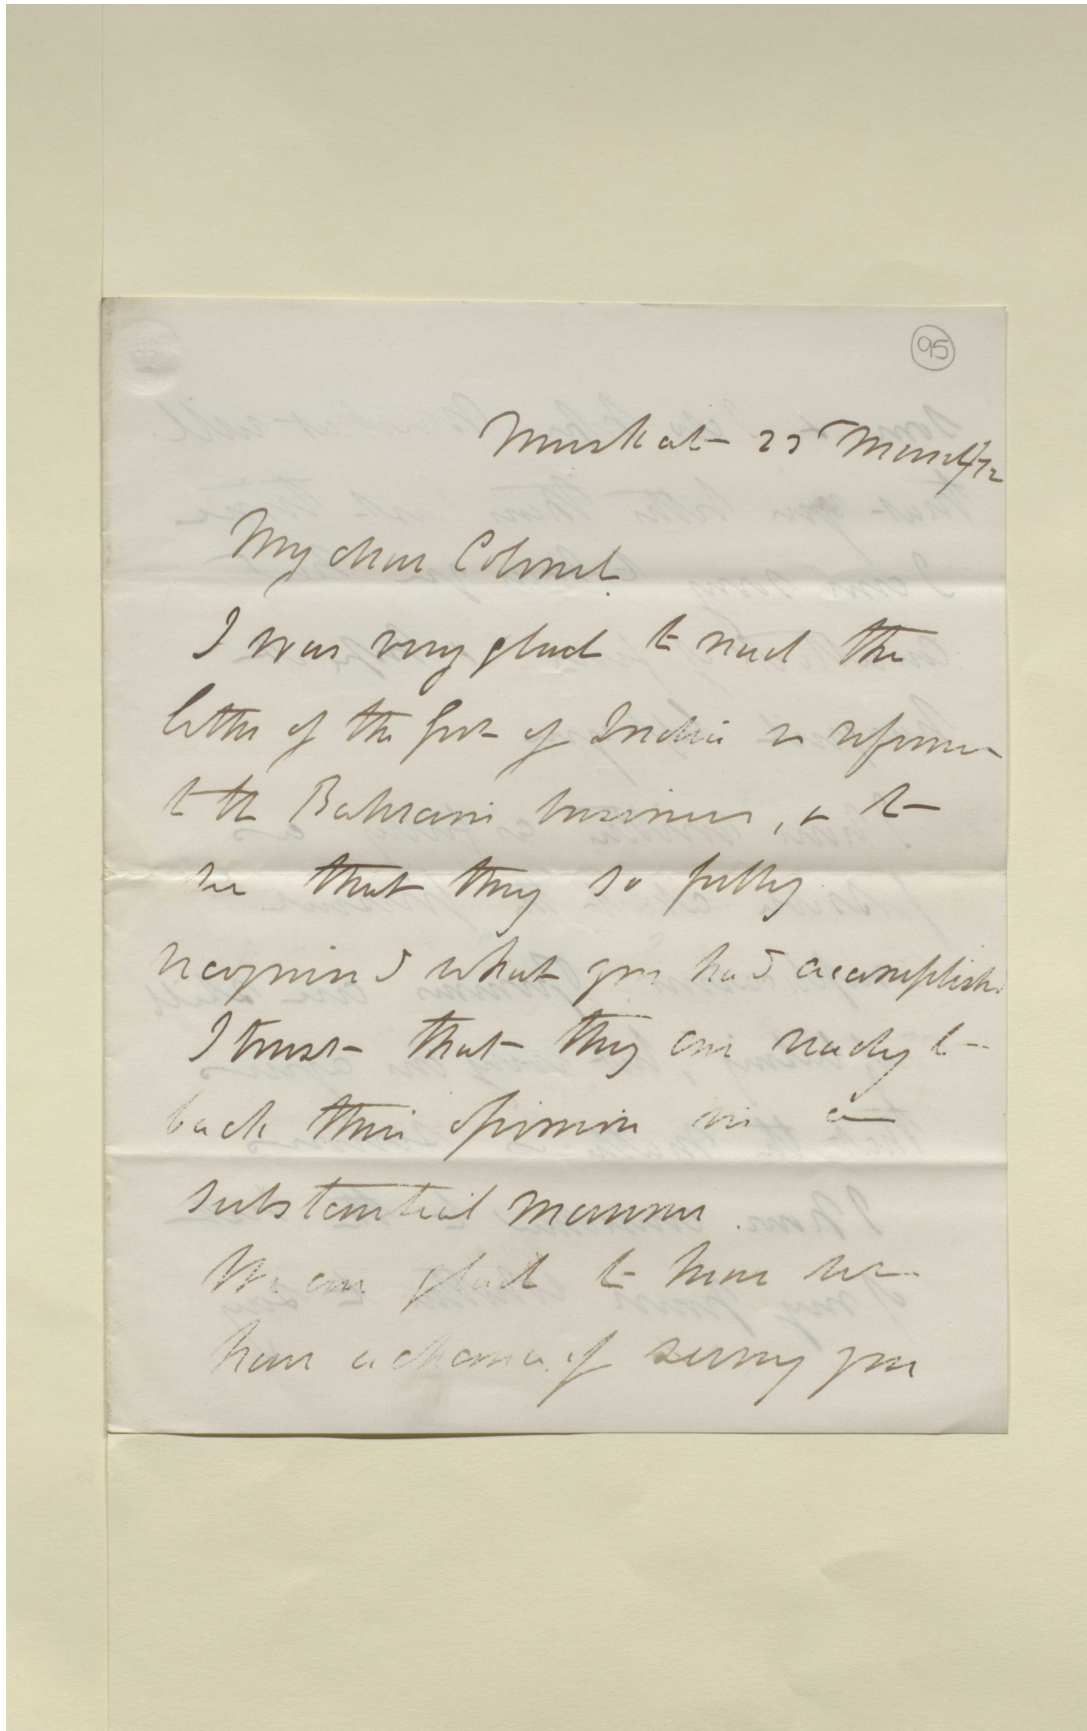 95
Muskat 25 March/72
My dear Colonel
I was very glad to read the
letter of the Govt of India in reference
to the Bahrain business, & to
see that they so fully
recognised what you had accomplished
I trust that they are ready to
back their opinion in a
substantial manner.
We are glad to hear we
have a chance of seeing you